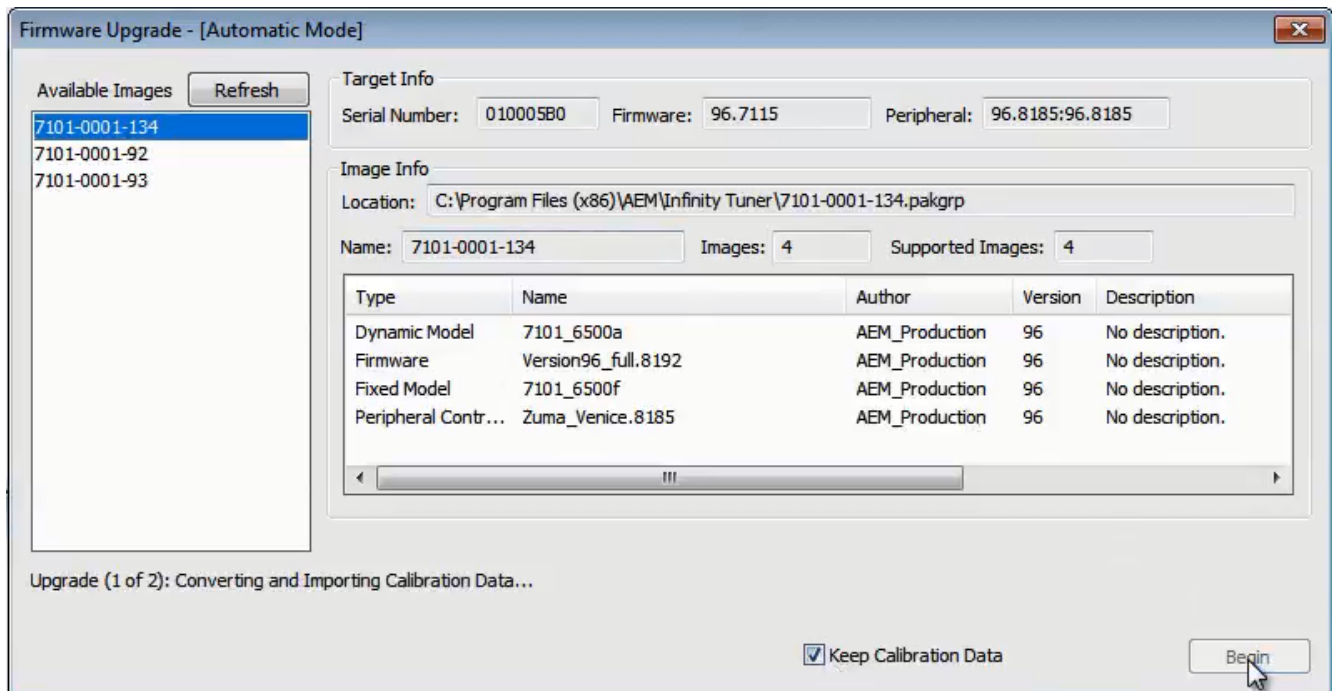 Firmware Upgrade - [Automatic Mode]
Available Images Refresh
7101-0001-134
7101-0001-92
7101-0001-93
Target Info
Serial Number: 010005B0 Firmware: 96.7115 Peripheral: 96.8185:96.8185
Image Info
Location: C:\Program Files (x86)\AEM\Infinity Tuner\7101-0001-134.pakgrp
Name: 7101-0001-134 Images: 4 Supported Images: 4
Type Name Author Version Description
Dynamic Model 7101_6500a AEM_Production 96 No description.
Firmware Version96_full.8192 AEM_Production 96 No description.
Fixed Model 7101_6500f AEM_Production 96 No description.
Peripheral Contr... Zuma_Venice.8185 AEM_Production 96 No description.
Upgrade (1 of 2): Converting and Importing Calibration Data...
Keep Calibration Data Begin